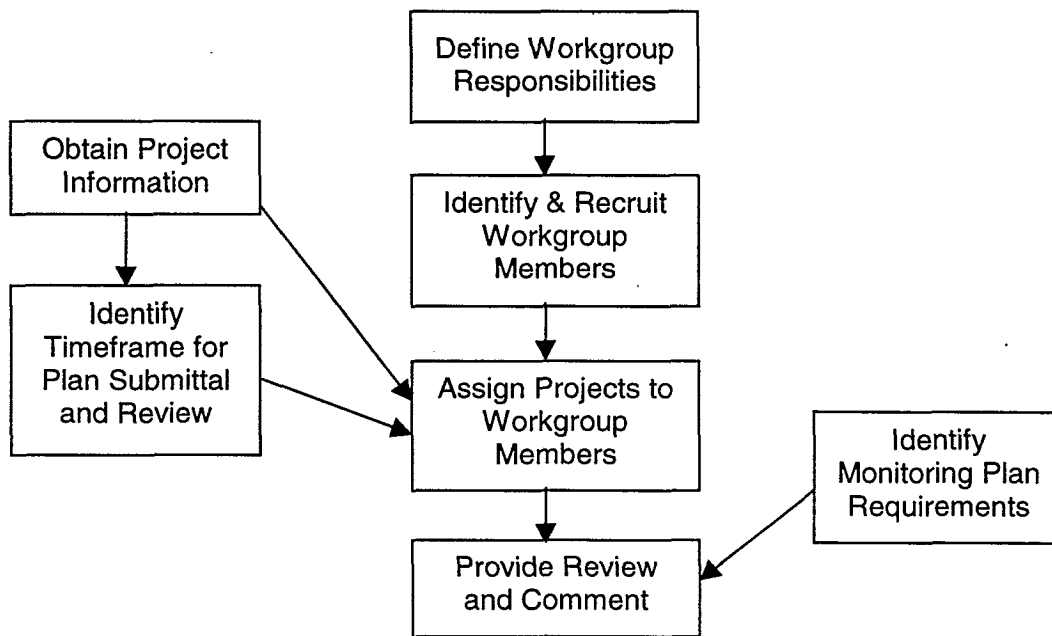 Define Workgroup
Responsibilities
Obtain Project
Information
Identify & Recruit
Workgroup
Members
Identify
Timeframe for
Plan Submittal
and Review
Assign Projects to
Workgroup
Members
Identify
Monitoring Plan
Requirements
Provide Review
and Comment